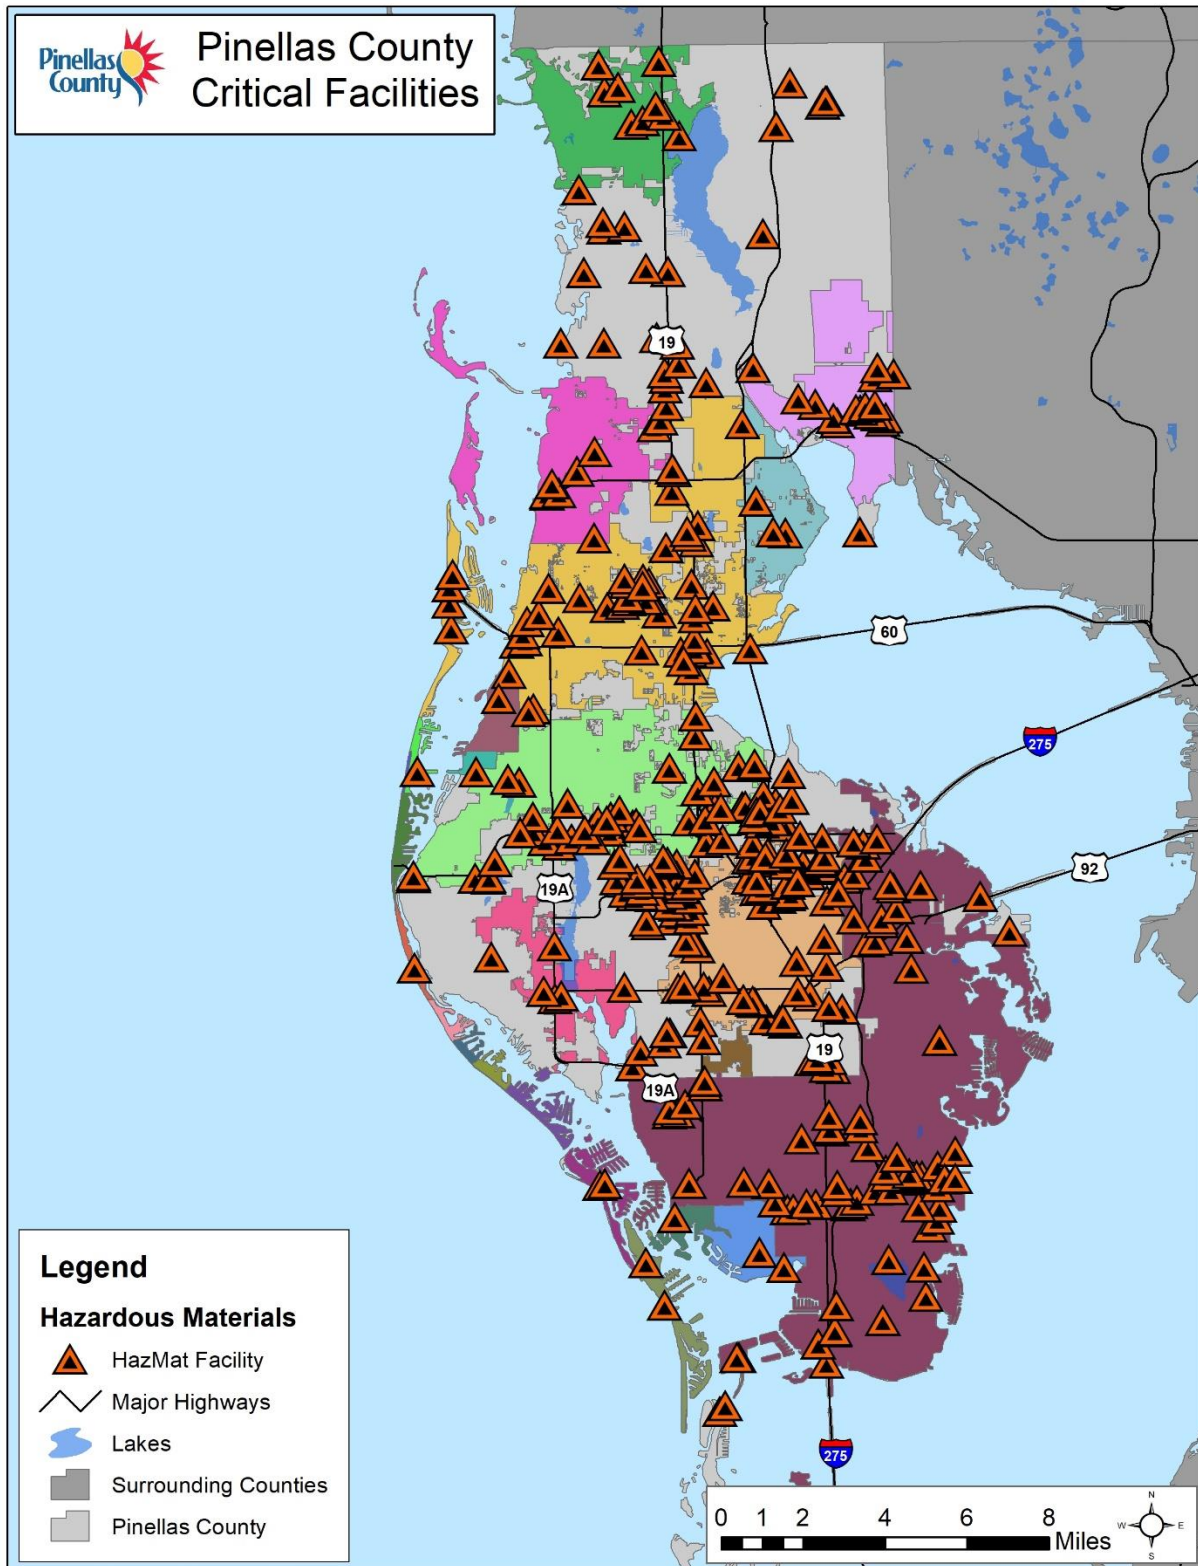 Pinellas
County
Pinellas County
Critical Facilities
19
60
275
92
19A
19
19A
275
Legend
Hazardous Materials
HazMat Facility
Major Highways
Lakes
Surrounding Counties
Pinellas County
0 1 2 4 6 8
Miles
N
W E
S